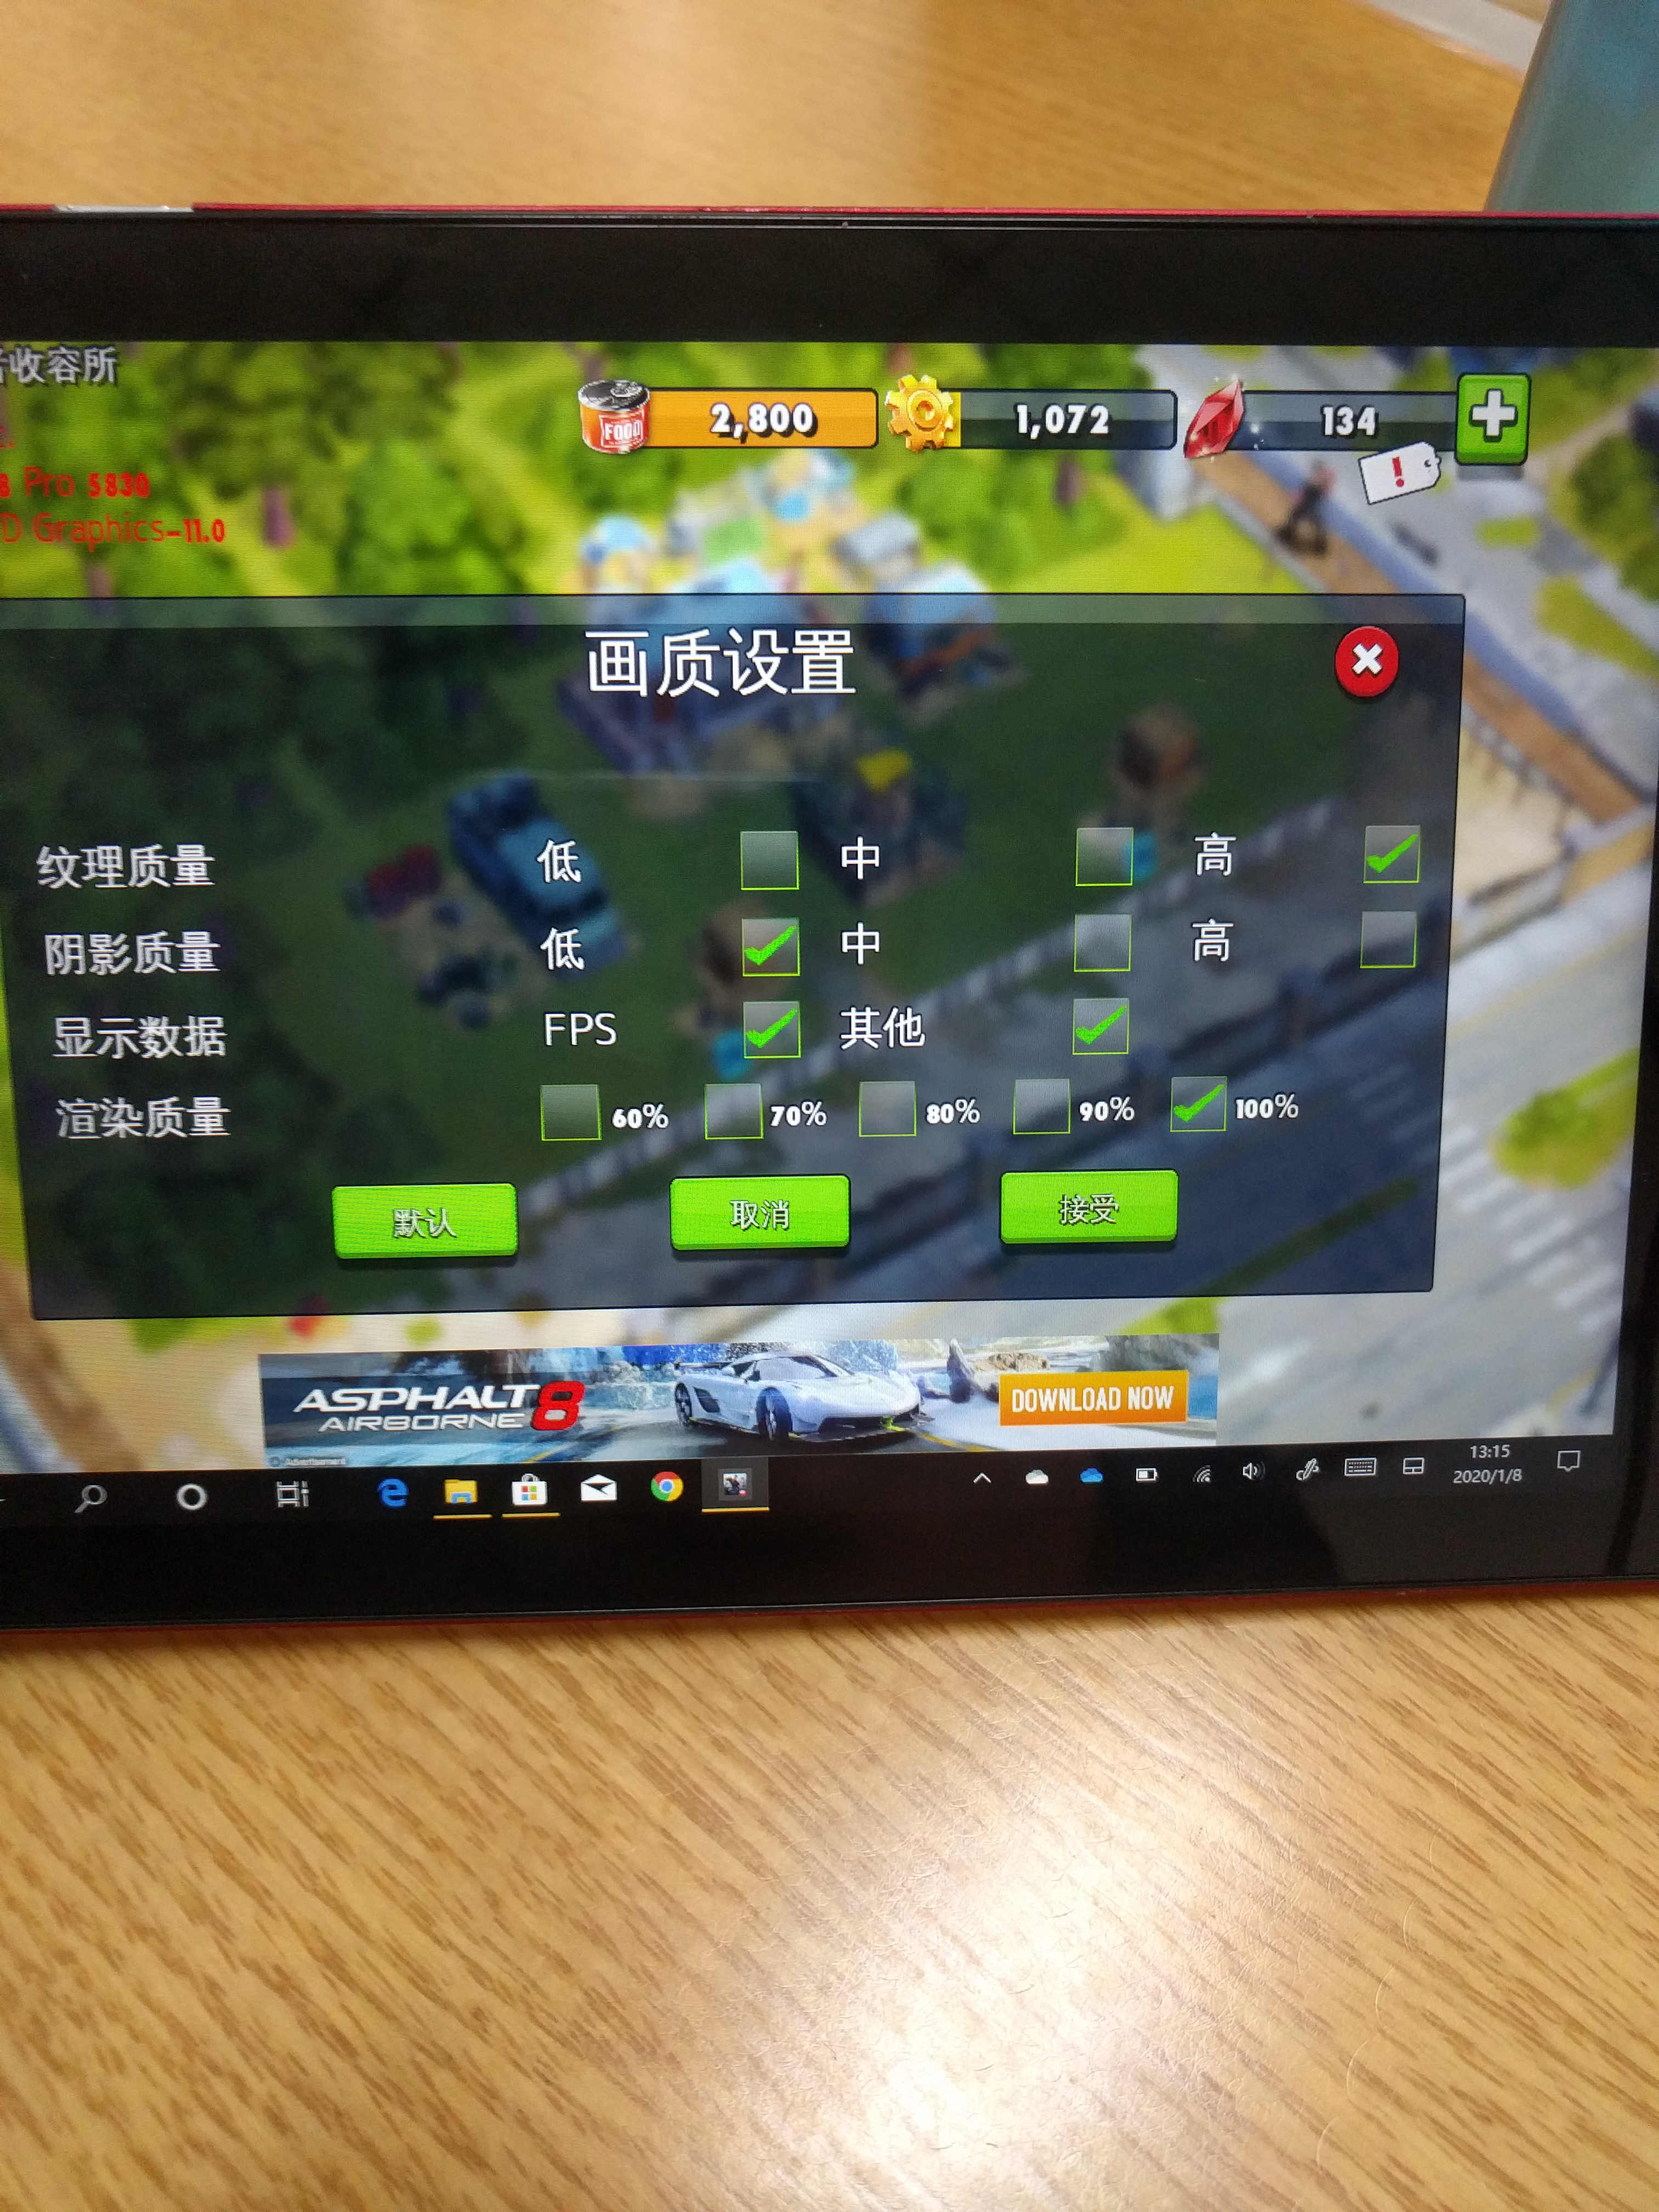 收容所
FOOD
2,800
1,072
134
!
8 Pro 5830
D Graphics-11.0
画质设置
纹理质量 低 中 高
阴影质量 低 中 高
显示数据 FPS 其他
渲染质量 60% 70% 80% 90% 100%
默认 取消 接受
ASPHALT 8
AIRBORNE
DOWNLOAD NOW
Advertisement
13:15
2020/1/8